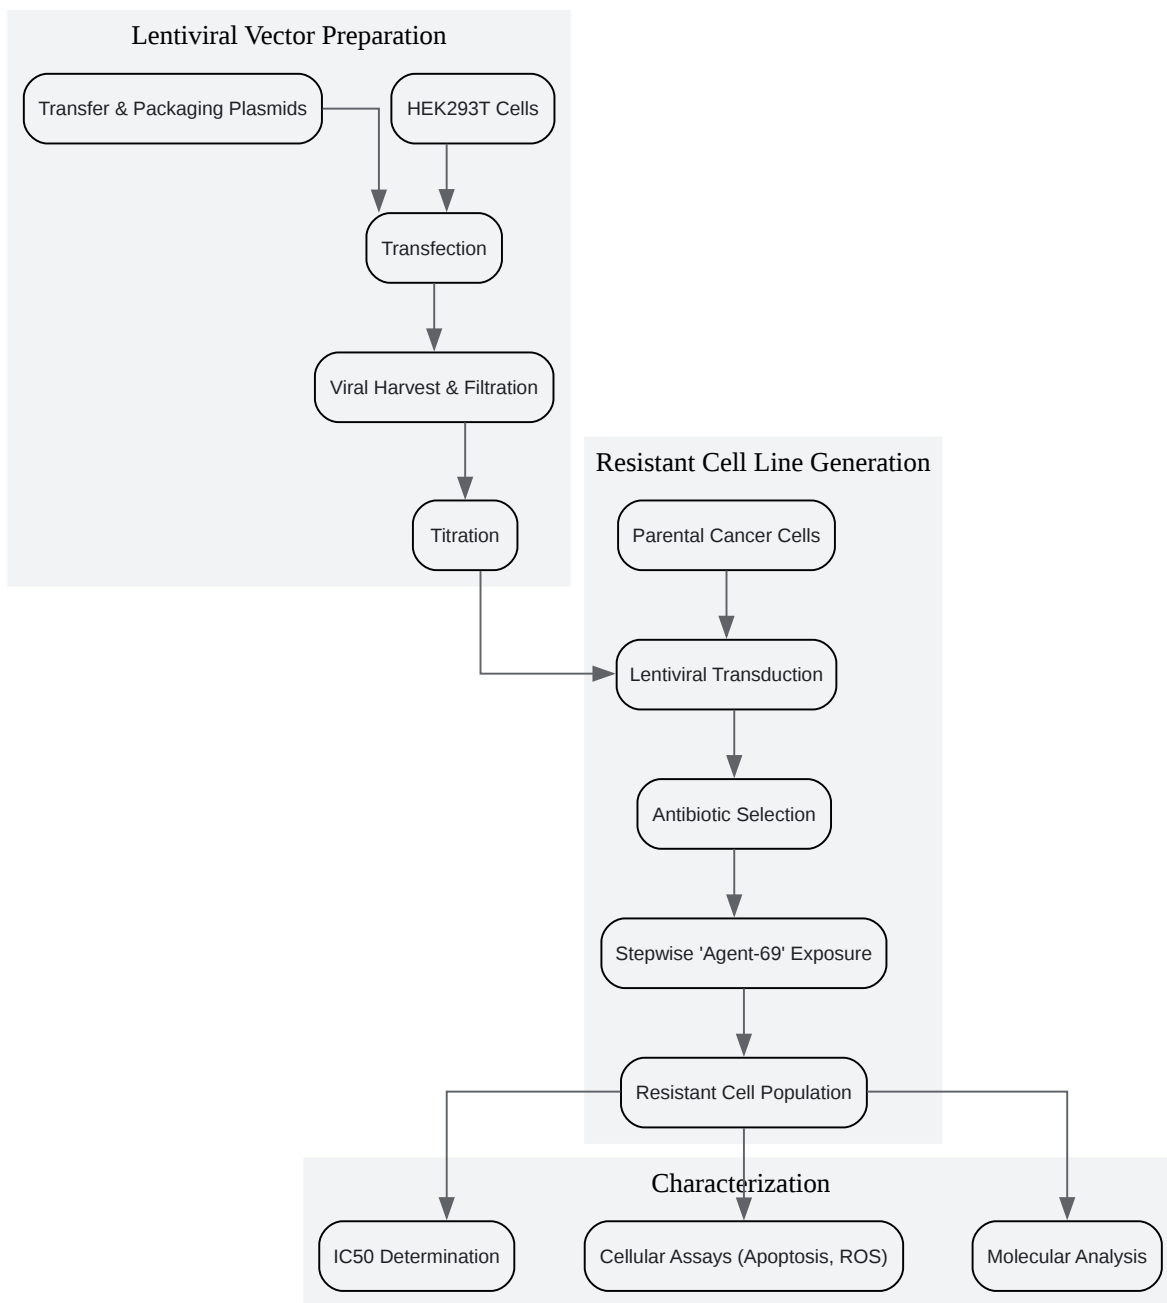 Lentiviral Vector Preparation
Transfer & Packaging Plasmids
HEK293T Cells
Transfection
Viral Harvest & Filtration
Titration
Resistant Cell Line Generation
Parental Cancer Cells
Lentiviral Transduction
Antibiotic Selection
Stepwise 'Agent-69' Exposure
Resistant Cell Population
Characterization
IC50 Determination
Cellular Assays (Apoptosis, ROS)
Molecular Analysis